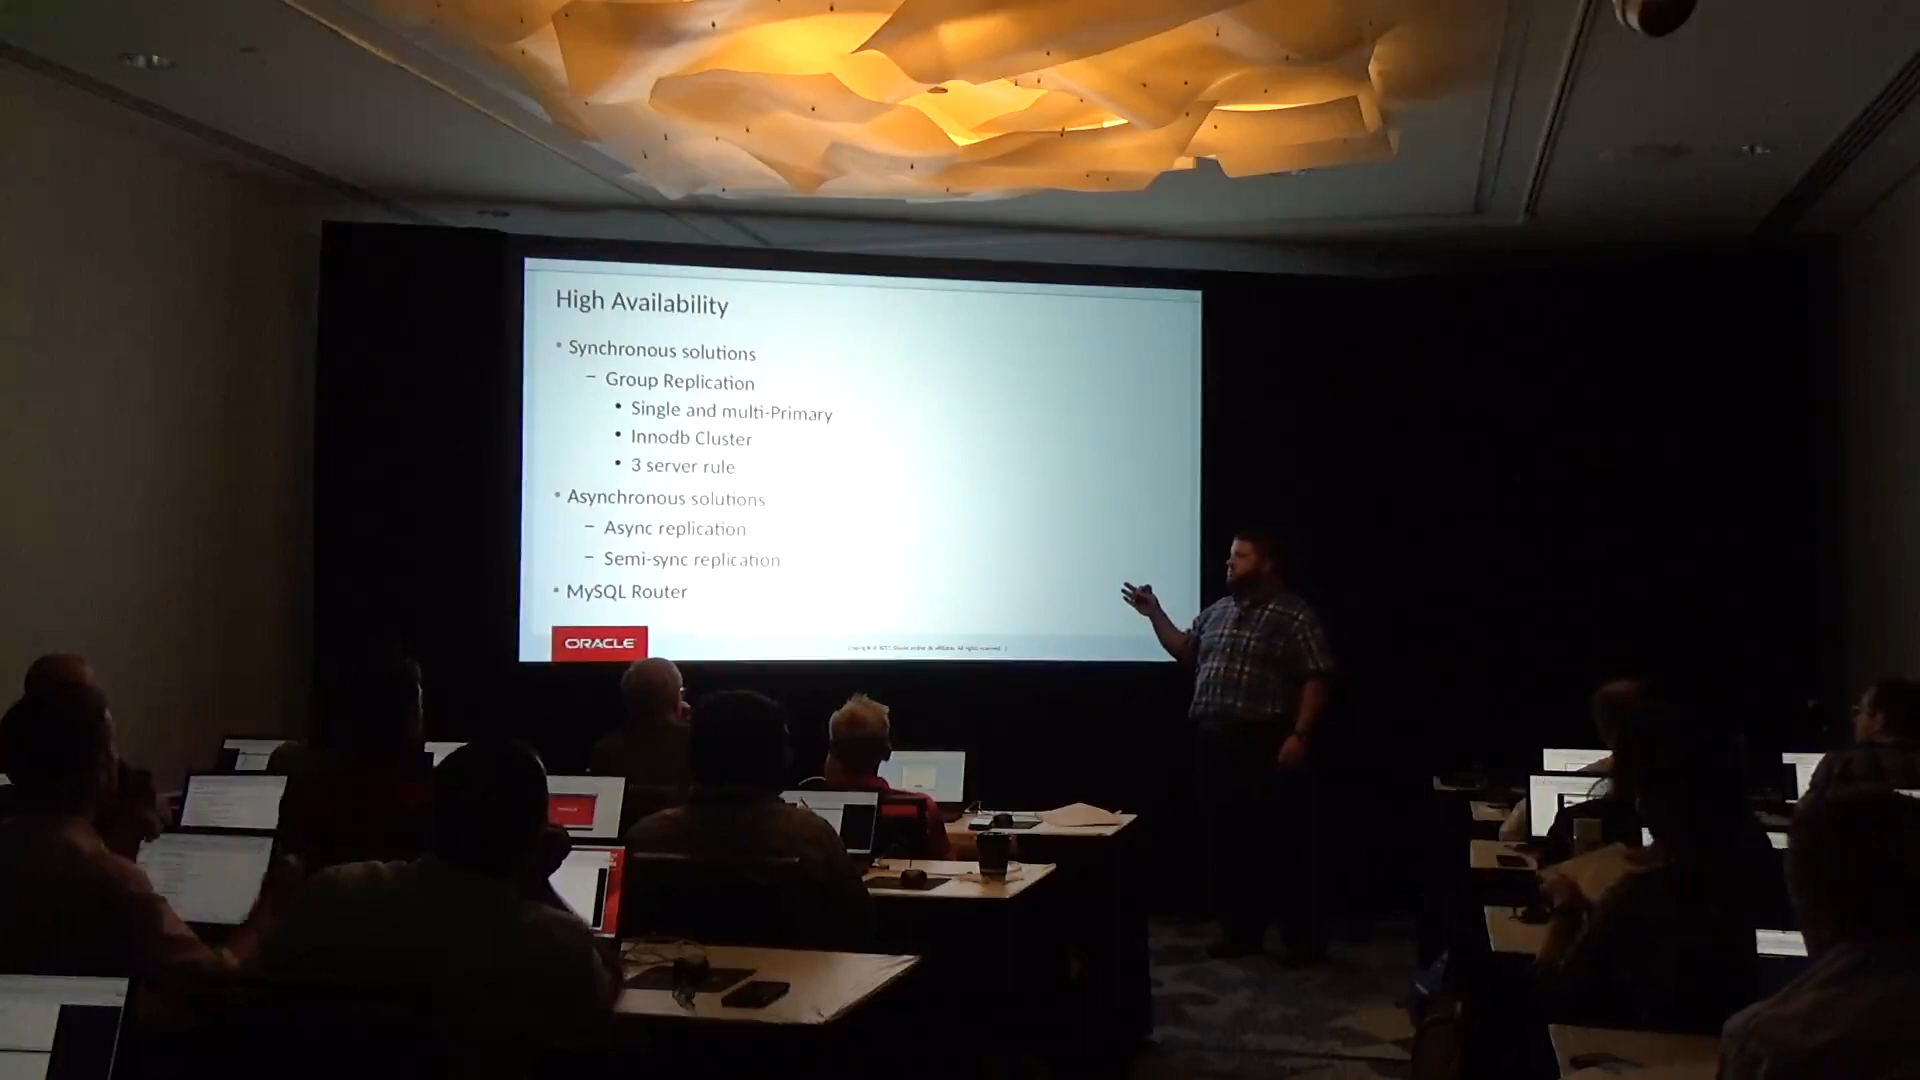 High Availability
• Synchronous solutions
– Group Replication
• Single and multi-Primary
• Innodb Cluster
• 3 server rule
• Asynchronous solutions
– Async replication
– Semi-sync replication
• MySQL Router
ORACLE